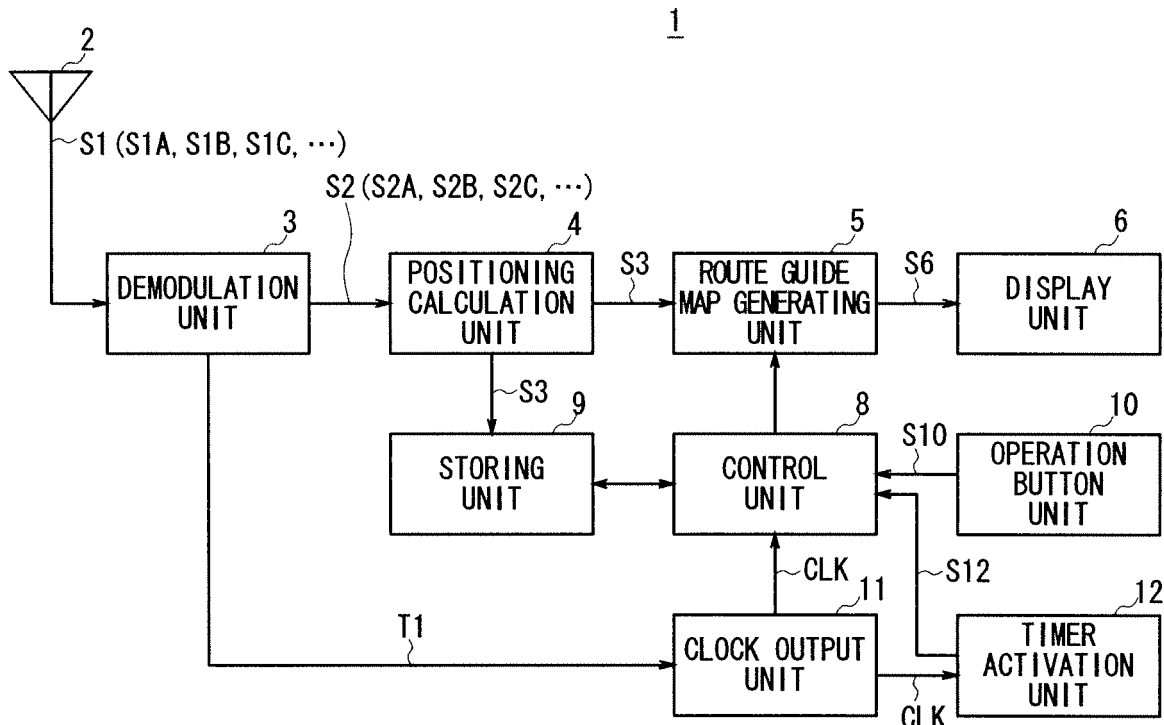 1
2
S1 (S1A, S1B, S1C, ···)
S2 (S2A, S2B, S2C, ···)
3
DEMODULATION
UNIT
4
POSITIONING
CALCULATION
UNIT
S3
5
ROUTE GUIDE
MAP GENERATING
UNIT
S6
6
DISPLAY
UNIT
S3
9
STORING
UNIT
8
CONTROL
UNIT
S10
10
OPERATION
BUTTON
UNIT
CLK
S12
T1
11
CLOCK OUTPUT
UNIT
CLK
12
TIMER
ACTIVATION
UNIT